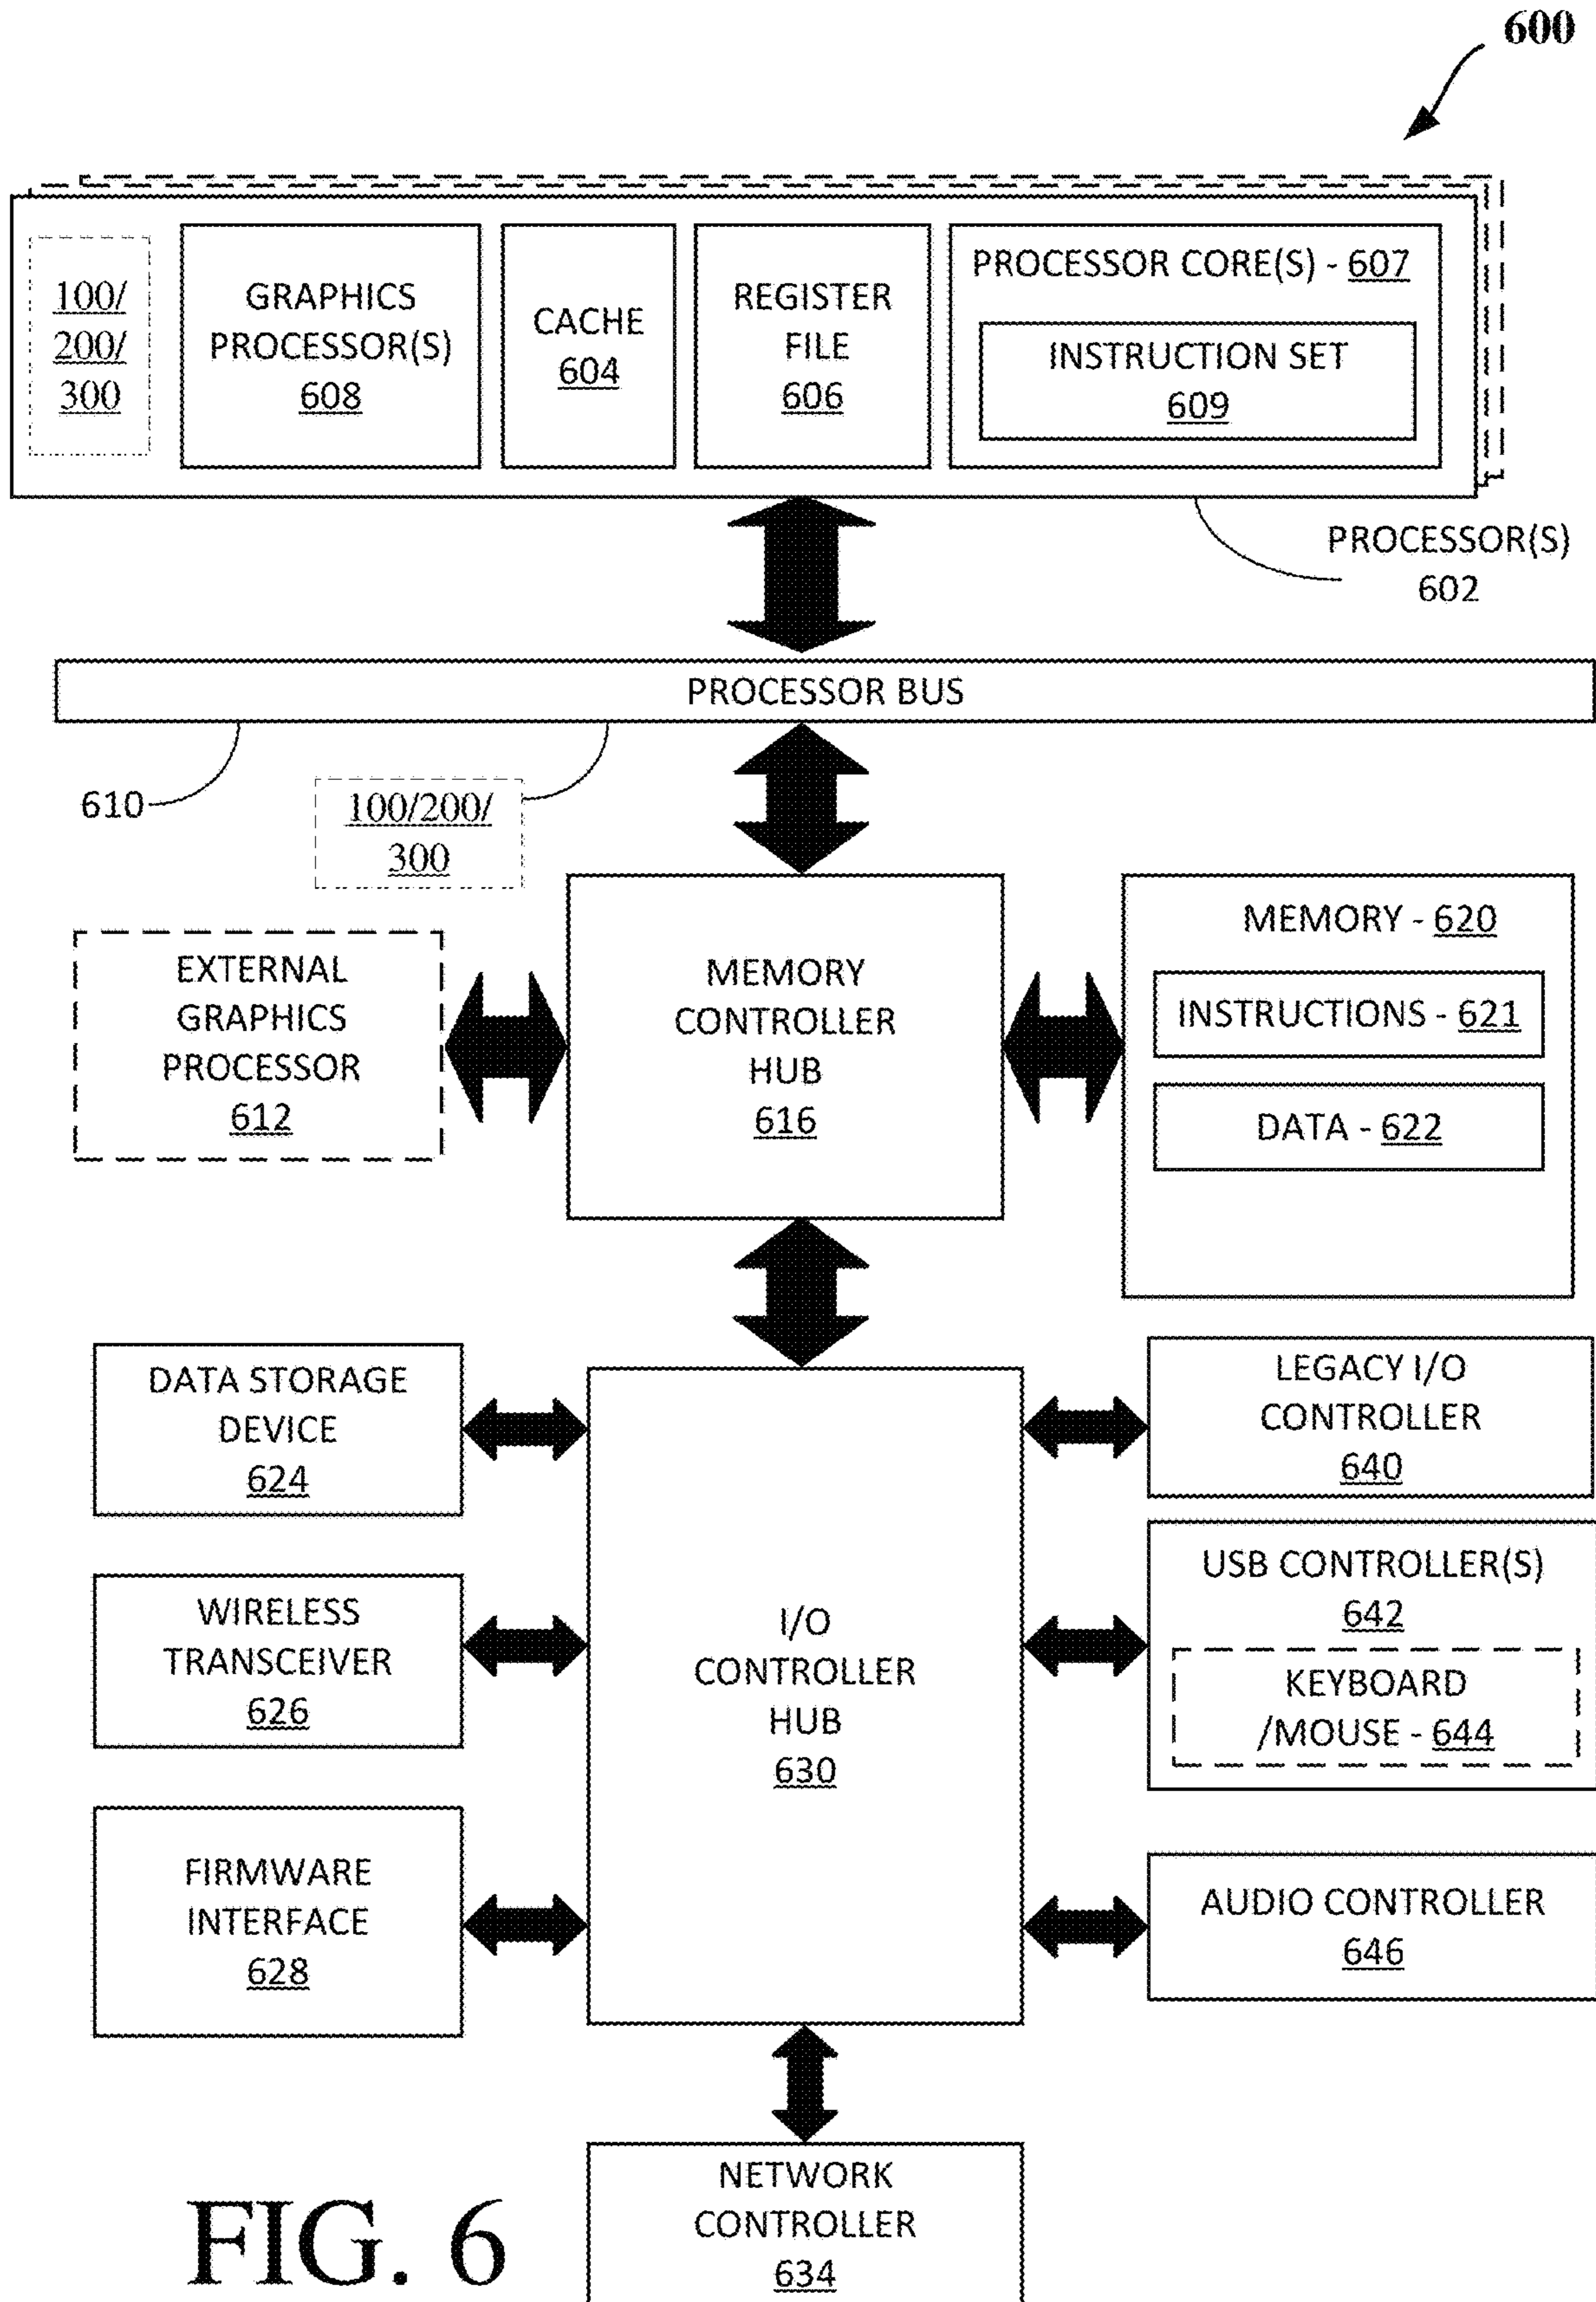 600
100/
200/
300
GRAPHICS
PROCESSOR(S)
608
CACHE
604
REGISTER
FILE
606
PROCESSOR CORE(S) - 607
INSTRUCTION SET
609
PROCESSOR(S)
602
PROCESSOR BUS
610
100/200/
300
EXTERNAL
GRAPHICS
PROCESSOR
612
MEMORY
CONTROLLER
HUB
616
MEMORY - 620
INSTRUCTIONS - 621
DATA - 622
DATA STORAGE
DEVICE
624
WIRELESS
TRANSCEIVER
626
FIRMWARE
INTERFACE
628
I/O
CONTROLLER
HUB
630
LEGACY I/O
CONTROLLER
640
USB CONTROLLER(S)
642
KEYBOARD
/MOUSE - 644
AUDIO CONTROLLER
646
NETWORK
CONTROLLER
634
FIG. 6